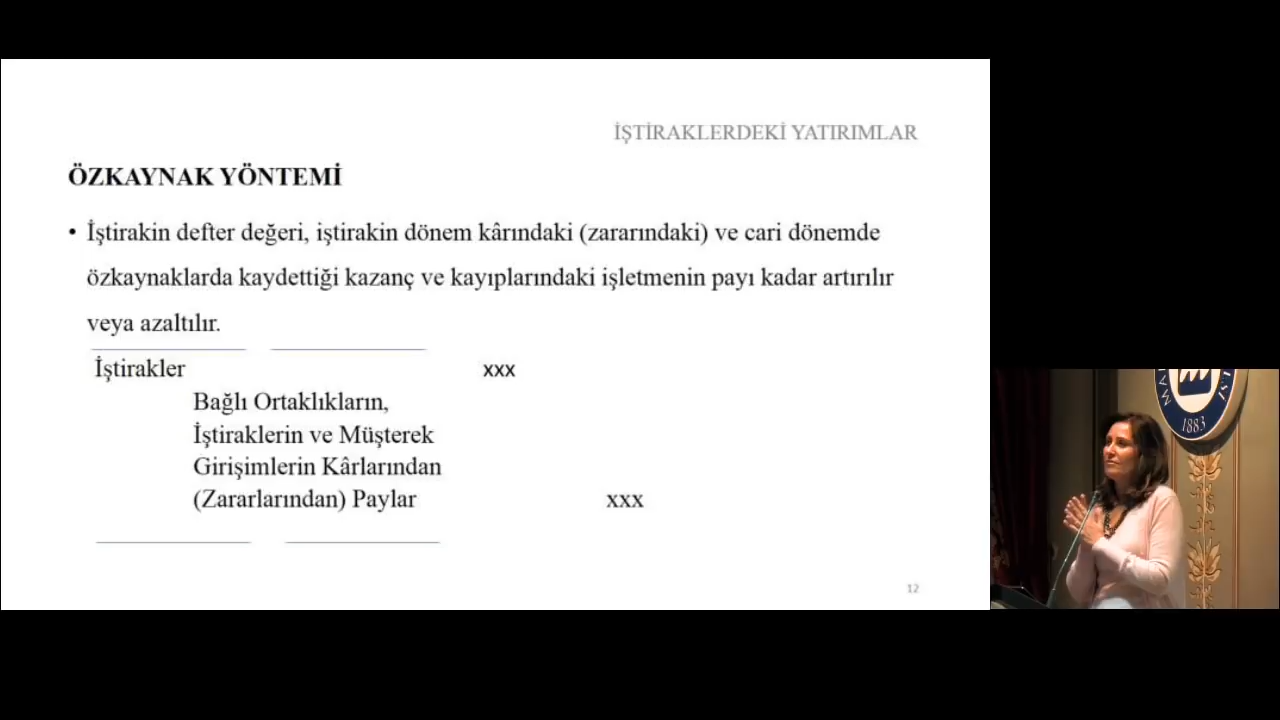 İŞTİRAKLERDEKİ YATIRIMLAR
ÖZKAYNAK YÖNTEMİ
• İştirakin defter değeri, iştirakin dönem kârındaki (zararındaki) ve cari dönemde
özkaynaklarda kaydettiği kazanç ve kayıplarındaki işletmenin payı kadar artırılır
veya azaltılır.
İştirakler xxx
Bağlı Ortaklıkların,
İştiraklerin ve Müşterek
Girişimlerin Kârlarından
(Zararlarından) Paylar xxx
12
1883